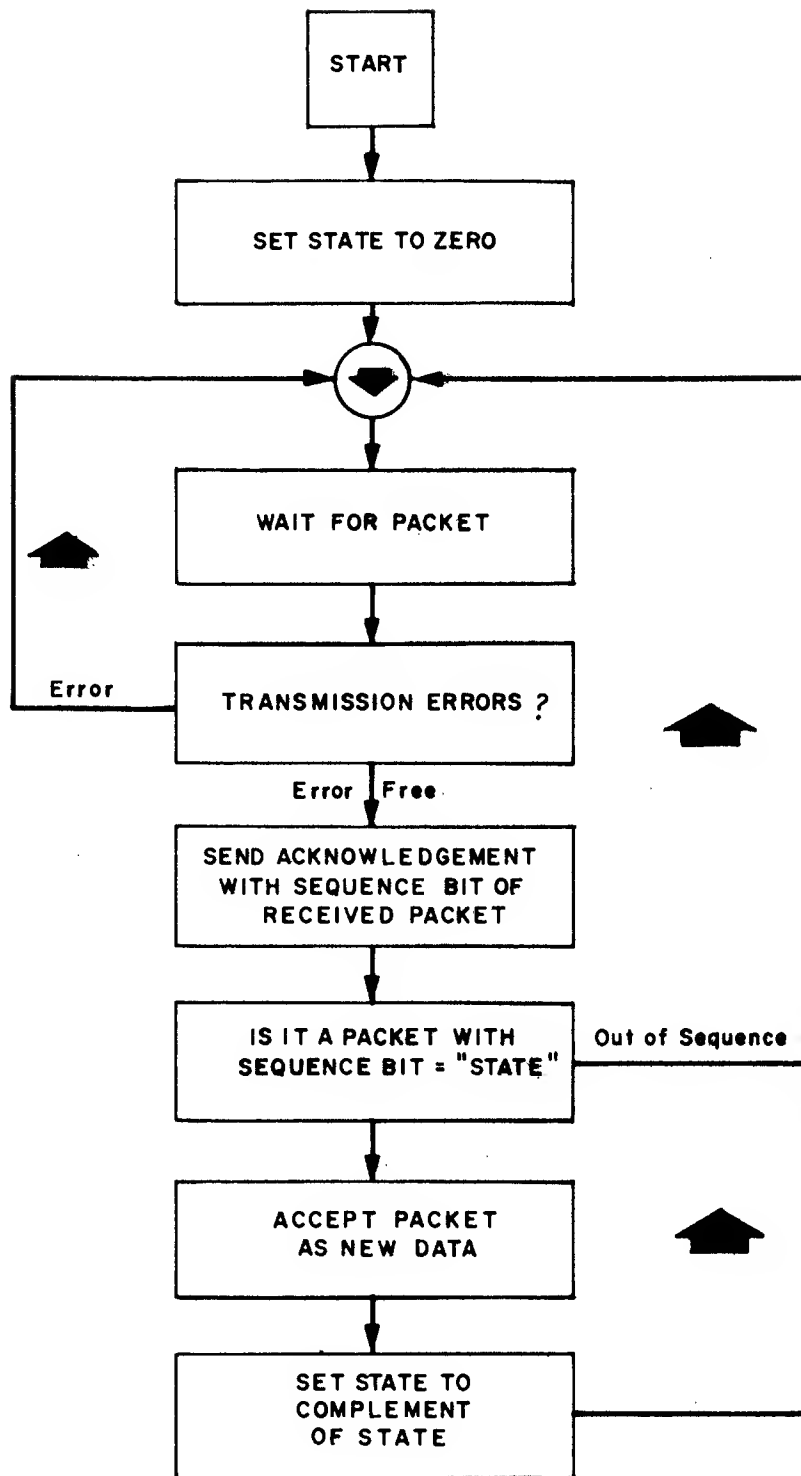 START
SET STATE TO ZERO
WAIT FOR PACKET
Error
TRANSMISSION ERRORS ?
Error Free
SEND ACKNOWLEDGEMENT
WITH SEQUENCE BIT OF
RECEIVED PACKET
IS IT A PACKET WITH
SEQUENCE BIT = "STATE"
Out of Sequence
ACCEPT PACKET
AS NEW DATA
SET STATE TO
COMPLEMENT
OF STATE